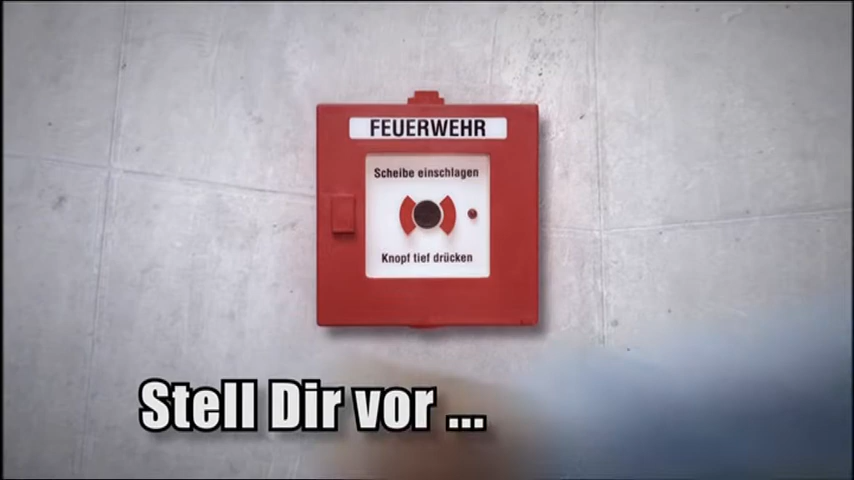 FEUERWEHR
Scheibe einschlagen
Knopf tief drücken
Stell Dir vor ...